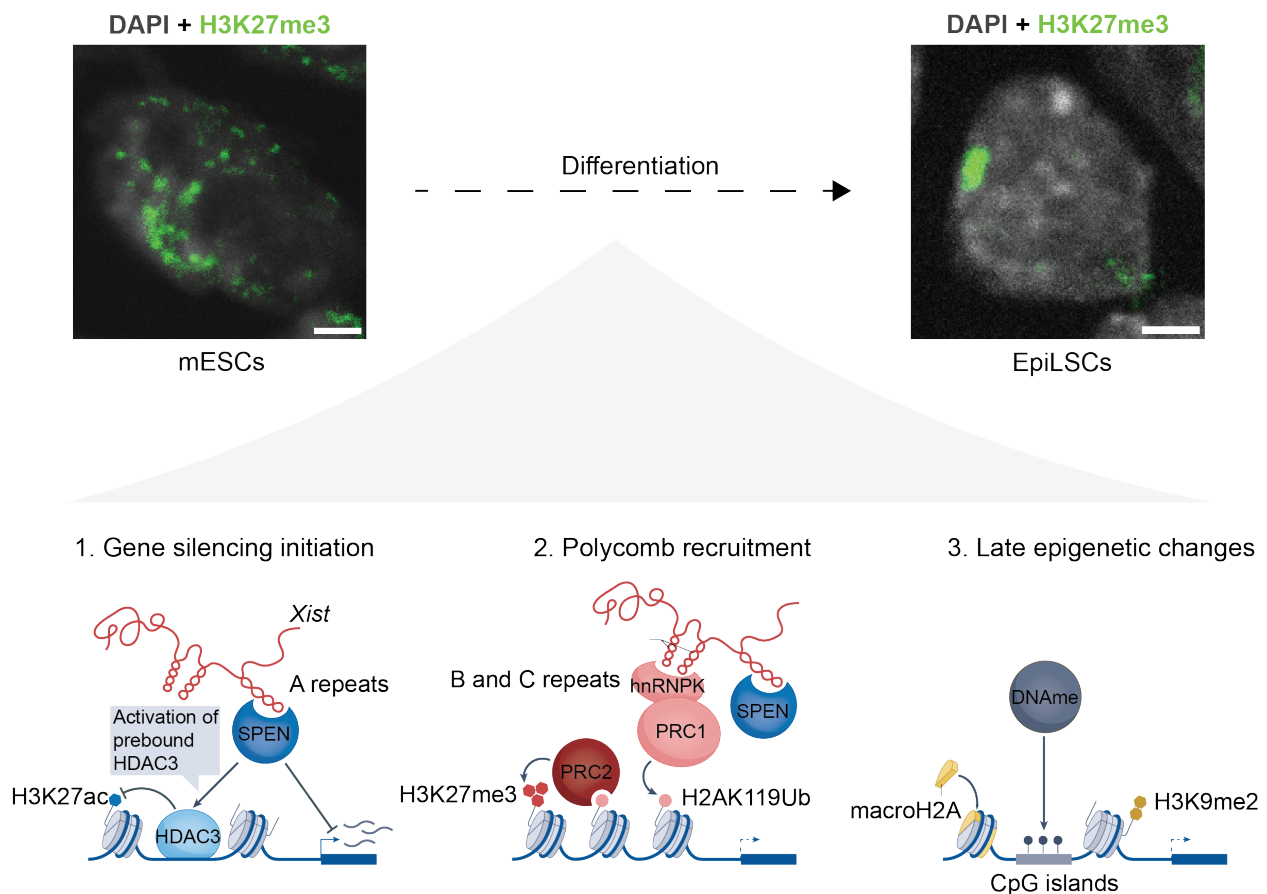 DAPI + H3K27me3
DAPI + H3K27me3
Differentiation
mESCs
EpiLSCs
1. Gene silencing initiation
2. Polycomb recruitment
3. Late epigenetic changes
Xist
A repeats
Activation of
prebound
HDAC3
SPEN
H3K27ac
HDAC3
B and C repeats
hnRNPK
SPEN
PRC1
PRC2
H3K27me3
H2AK119Ub
DNAme
macroH2A
H3K9me2
CpG islands